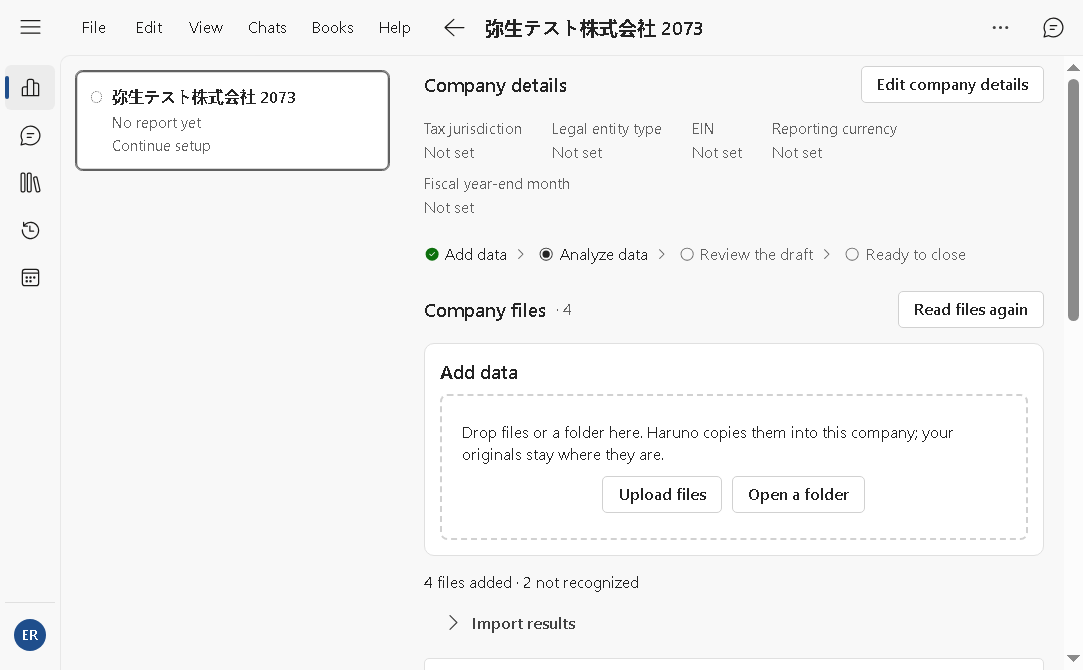 File Edit View Chats Books Help 弥生テスト株式会社 2073
弥生テスト株式会社 2073
No report yet
Continue setup
Company details
Edit company details
Tax jurisdiction Legal entity type EIN Reporting currency
Not set Not set Not set Not set
Fiscal year-end month
Not set
Add data Analyze data Review the draft Ready to close
Company files · 4
Read files again
Add data
Drop files or a folder here. Haruno copies them into this company; your
originals stay where they are.
Upload files Open a folder
4 files added · 2 not recognized
Import results
ER